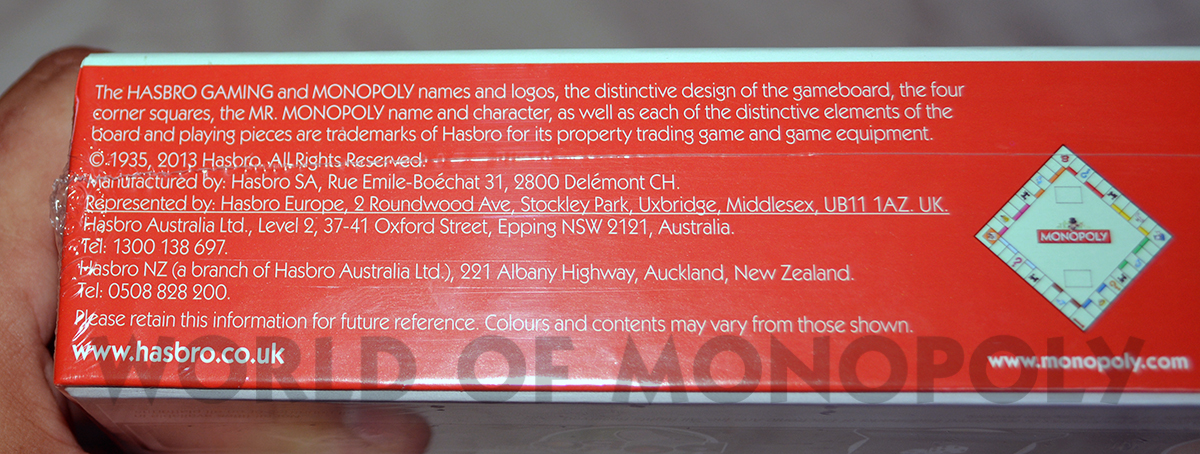 The HASBRO GAMING and MONOPOLY names and logos, the distinctive design of the gameboard, the four
corner squares, the MR. MONOPOLY name and character, as well as each of the distinctive elements of the
board and playing pieces are trademarks of Hasbro for its property trading game and game equipment.
© 1935, 2013 Hasbro. All Rights Reserved.
Manufactured by: Hasbro SA, Rue Emile-Boéchat 31, 2800 Delémont CH.
Represented by: Hasbro Europe, 2 Roundwood Ave, Stockley Park, Uxbridge, Middlesex, UB11 1AZ. UK.
Hasbro Australia Ltd., Level 2, 37-41 Oxford Street, Epping NSW 2121, Australia.
Tel: 1300 138 697.
Hasbro NZ (a branch of Hasbro Australia Ltd.), 221 Albany Highway, Auckland, New Zealand.
Tel: 0508 828 200.
Please retain this information for future reference. Colours and contents may vary from those shown.
www.hasbro.co.uk
MONOPOLY
www.monopoly.com
WORLD OF MONOPOLY